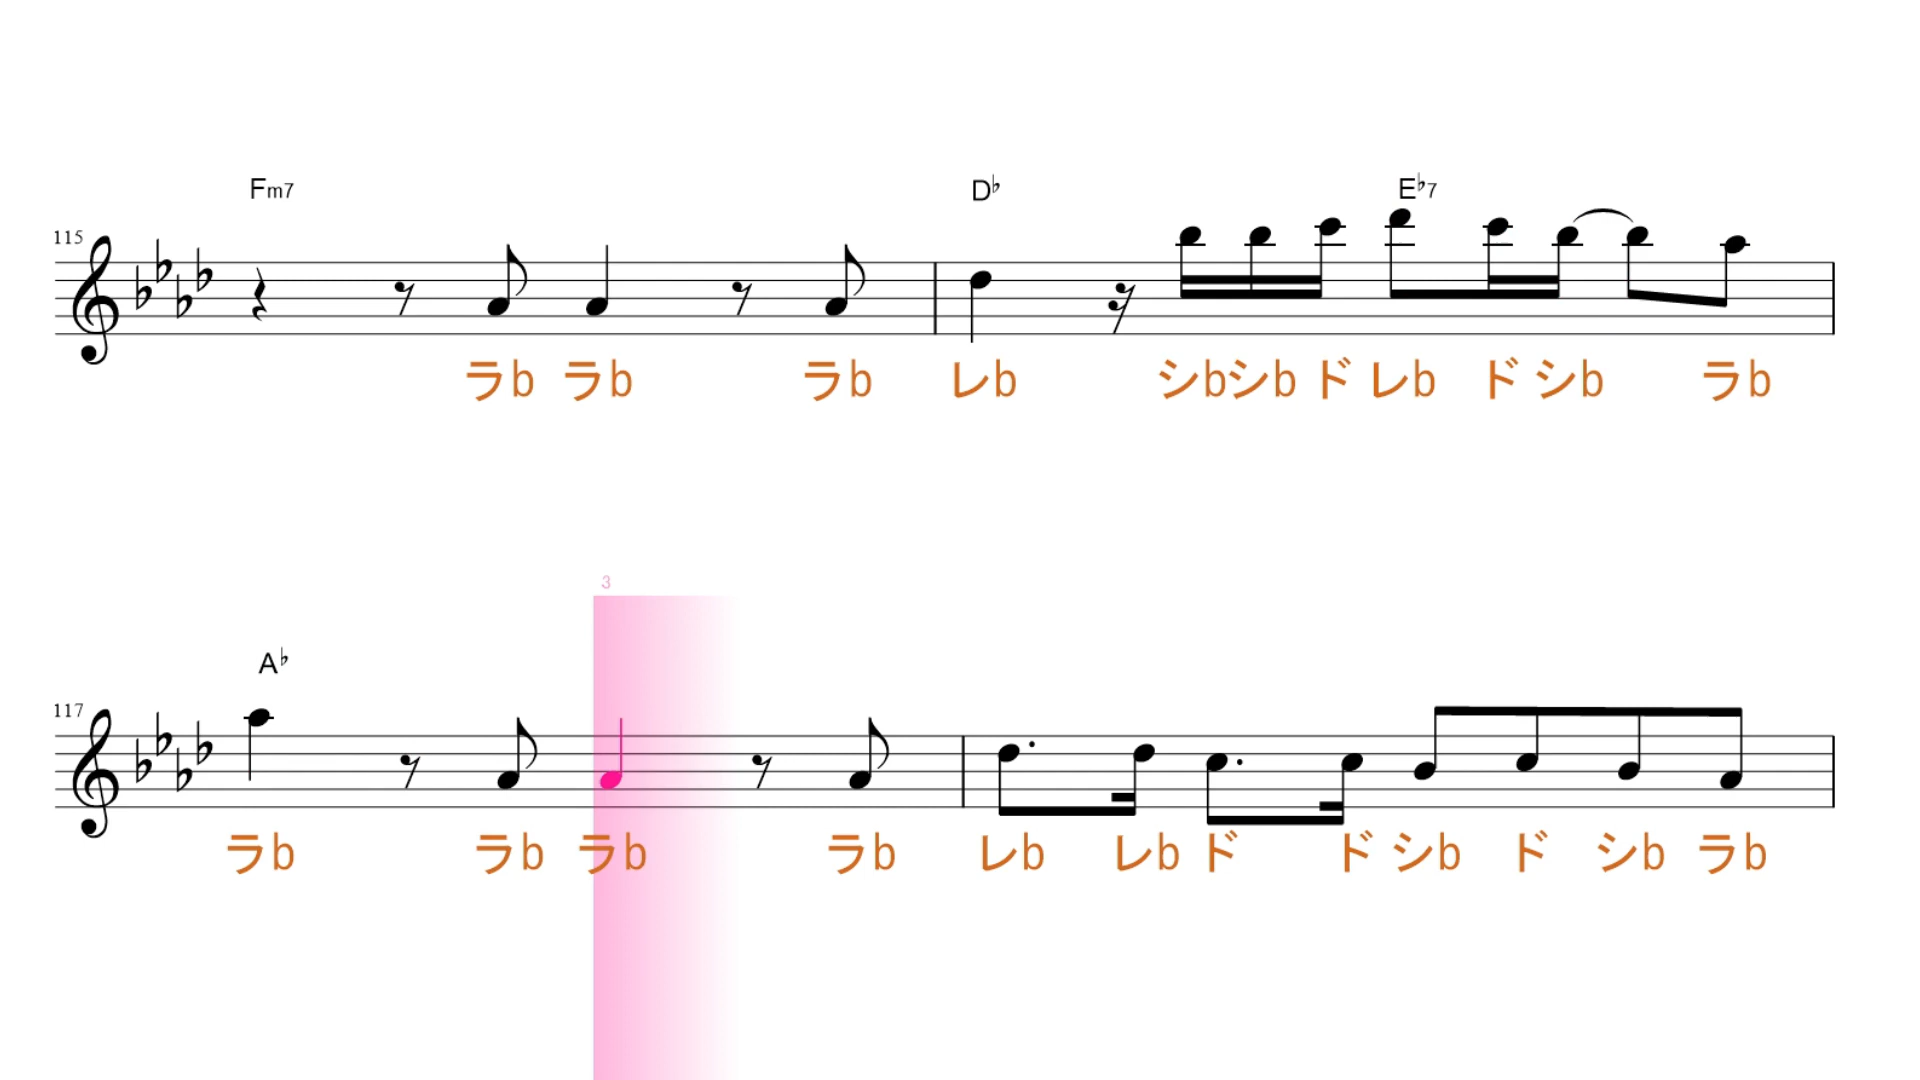 Fm7 D♭ E♭7
115
ラb ラb ラb レb シb シb ド レb ド シb ラb
3
A♭
117
ラb ラb ラb ラb レb レb ド ド シb ド シb ラb